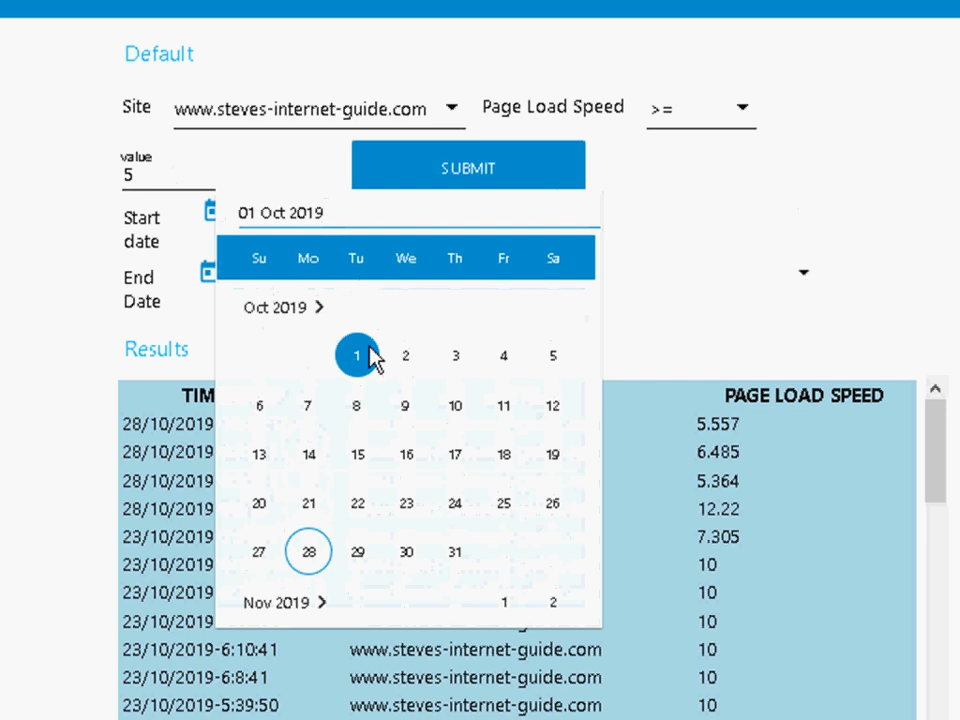 Default
Site www.steves-internet-guide.com Page Load Speed >=
value
5
SUBMIT
Start date
01 Oct 2019
Su Mo Tu We Th Fr Sa
End Date
Oct 2019
1 2 3 4 5
6 7 8 9 10 11 12
13 14 15 16 17 18 19
20 21 22 23 24 25 26
27 28 29 30 31
Nov 2019 1 2
Results
TIM PAGE LOAD SPEED
28/10/2019 5.557
28/10/2019 6.485
28/10/2019 5.364
28/10/2019 12.22
23/10/2019 7.305
23/10/2019 10
23/10/2019 10
23/10/2019 10
23/10/2019-6:10:41 www.steves-internet-guide.com 10
23/10/2019-6:8:41 www.steves-internet-guide.com 10
23/10/2019-5:39:50 www.steves-internet-guide.com 10